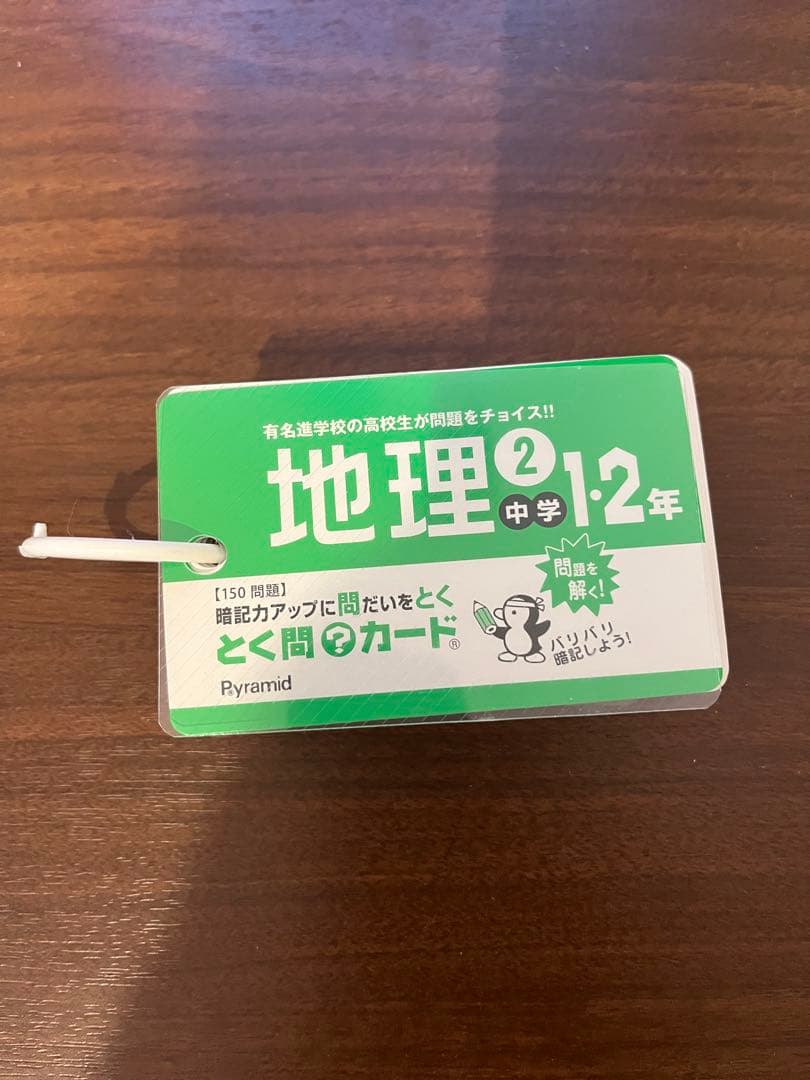 有名進学校の高校生が問題をチョイス!!
地理② 中学1・2年
【150 問題】
暗記力アップに問だいをとく
とく問?カード®
Pyramid
問題を
解く!
バリバリ
暗記しよう!